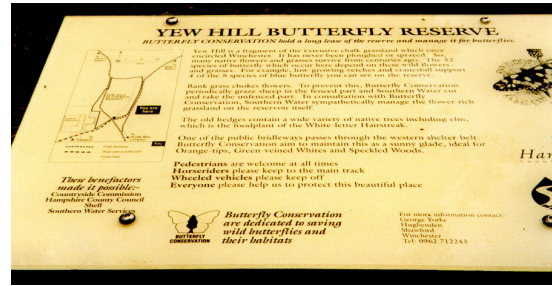 YEW HILL BUTTERFLY RESERVE
BUTTERFLY CONSERVATION hold a long lease of the reserve and manage it for butterflies.
Yew Hill is a fragment of the extensive chalk grassland which once
encircled Winchester. It has never been ploughed or sprayed. So,
many native flowers and grasses survive from centuries ago. The 32
species of butterfly which occur here depend on these wild flowers
and grasses. For example, low-growing vetches and cranesbill support
4 of the 8 species of blue butterfly you can see on the reserve.
Rank grass chokes flowers. To prevent this, Butterfly Conservation
periodically graze sheep in the fenced part and Southern Water cut
and rake the unfenced part. In consultation with Butterfly
Conservation, Southern Water sympathetically manage the flower rich
grassland on the reservoir itself.
The old hedges contain a wide variety of native trees including elm,
which is the foodplant of the White-letter Hairstreak.
One of the public bridleways passes through the western shelter-belt.
Butterfly Conservation aim to maintain this as a sunny glade, ideal for
Orange-tips, Green-veined Whites and Speckled Woods.
Pedestrians are welcome at all times
Horseriders please keep to the main track
Wheeled vehicles please keep off
Everyone please help us to protect this beautiful place
You are
here
These benefactors
made it possible:-
Countryside Commission
Hampshire County Council
Shell
Southern Water Services
BUTTERFLY
CONSERVATION
Butterfly Conservation
are dedicated to saving
wild butterflies and
their habitats
For more information contact:
George Yorke
Hughenden
Shawford
Winchester
Tel: 0962 712243
Ha